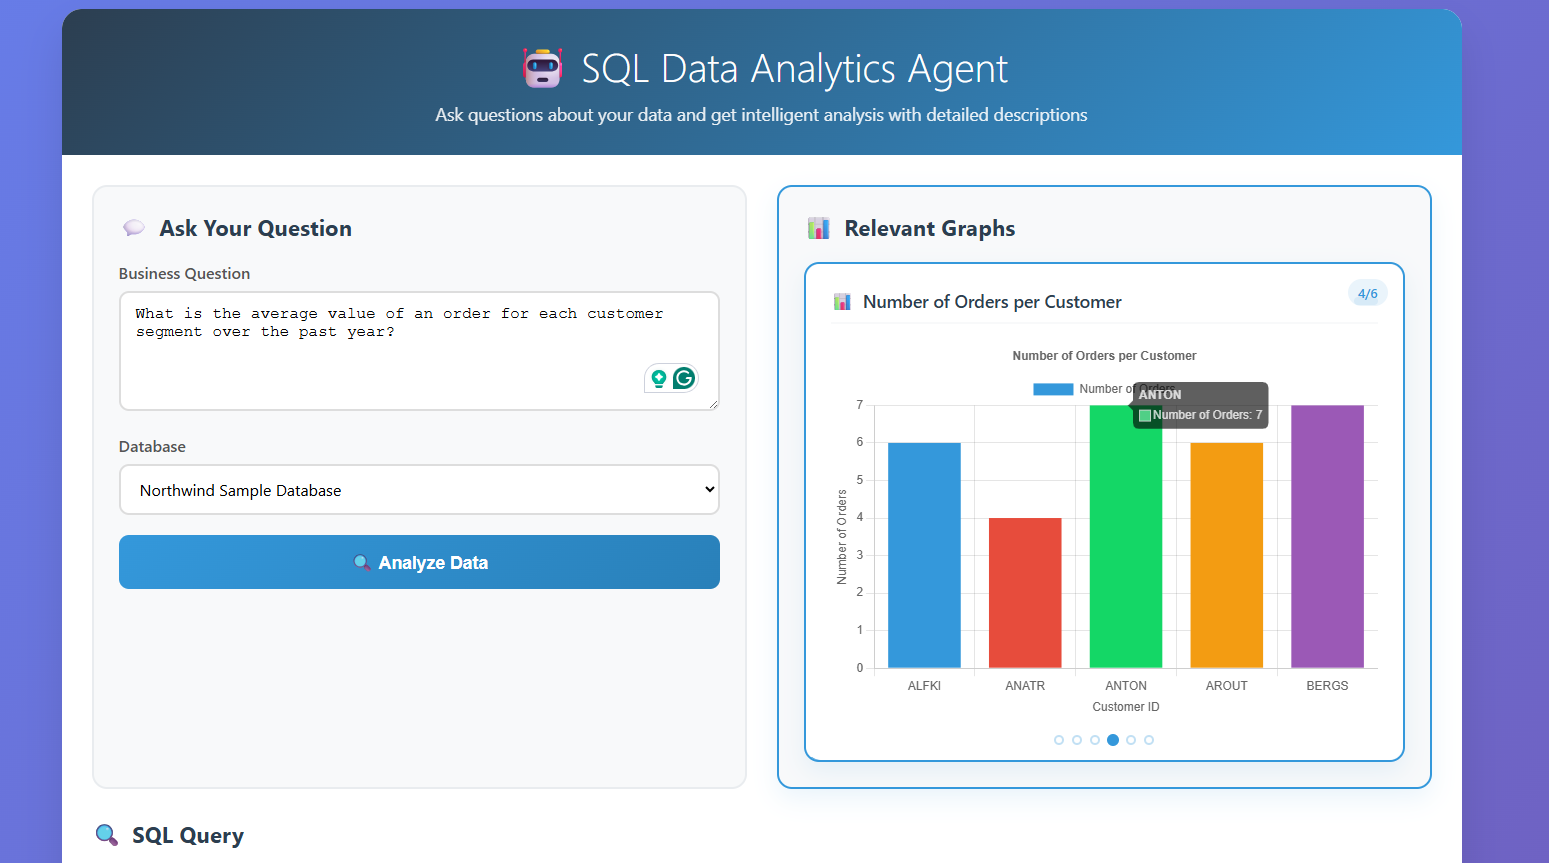 SQL Data Analytics Agent
Ask questions about your data and get intelligent analysis with detailed descriptions
Ask Your Question
Business Question
What is the average value of an order for each customer
segment over the past year?
Database
Northwind Sample Database
Analyze Data
Relevant Graphs
Number of Orders per Customer
4/6
Number of Orders per Customer
Number of Orders
ANTON
Number of Orders: 7
Number of Orders
7
6
5
4
3
2
1
0
ALFKI
ANATR
ANTON
AROUT
BERGS
Customer ID
SQL Query